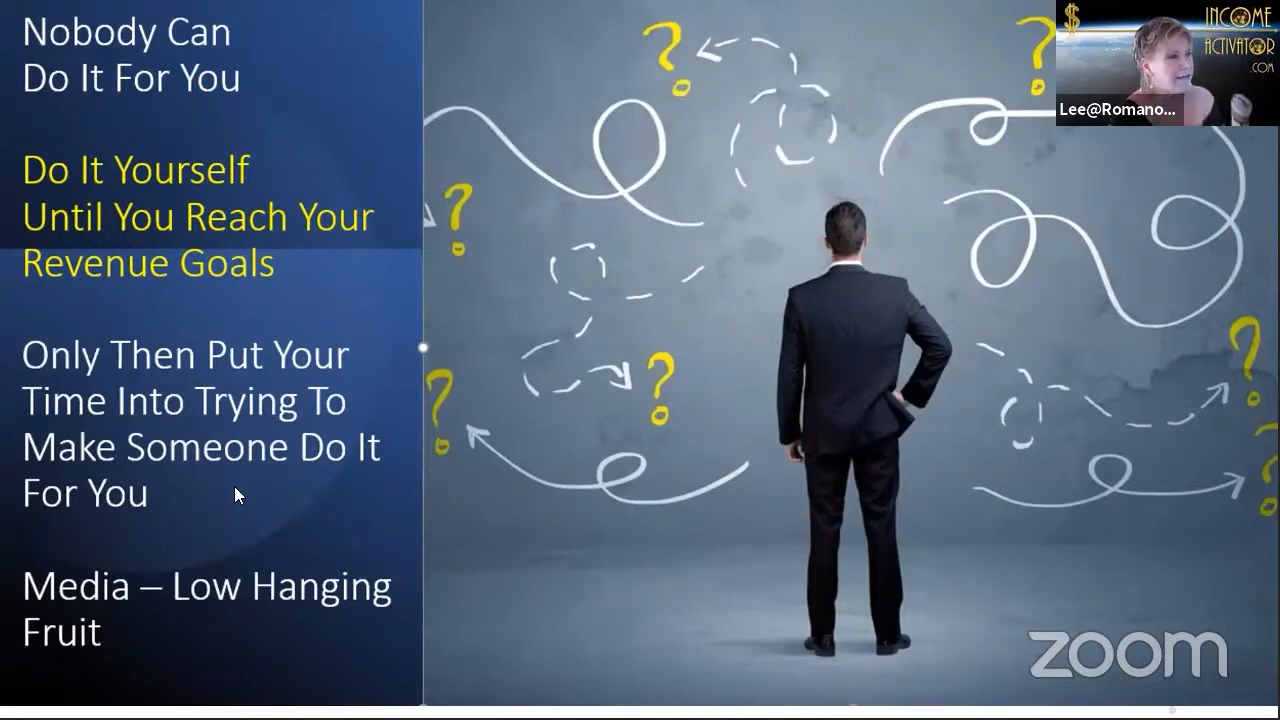 Nobody Can
Do It For You
Do It Yourself
Until You Reach Your
Revenue Goals
Only Then Put Your
Time Into Trying To
Make Someone Do It
For You
Media – Low Hanging
Fruit
? ?
?
? ?
?
? ?
$
INCOME
ACTIVATOR
.COM
Lee@Romano...
zoom